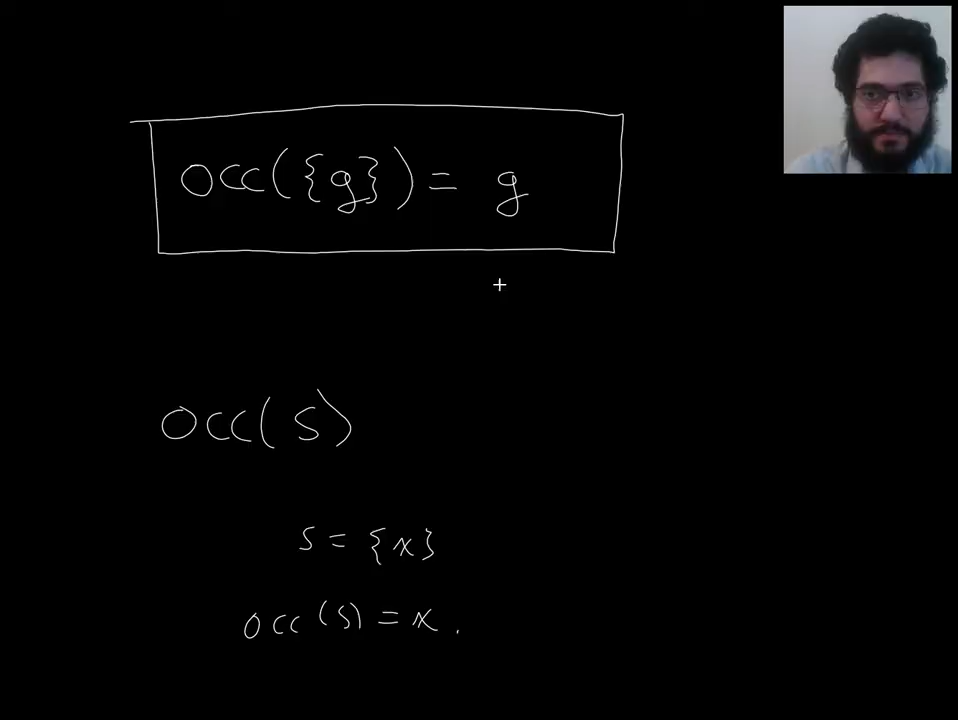 occ({g}) = g
occ(s)
s = {x}
occ(s) = x.